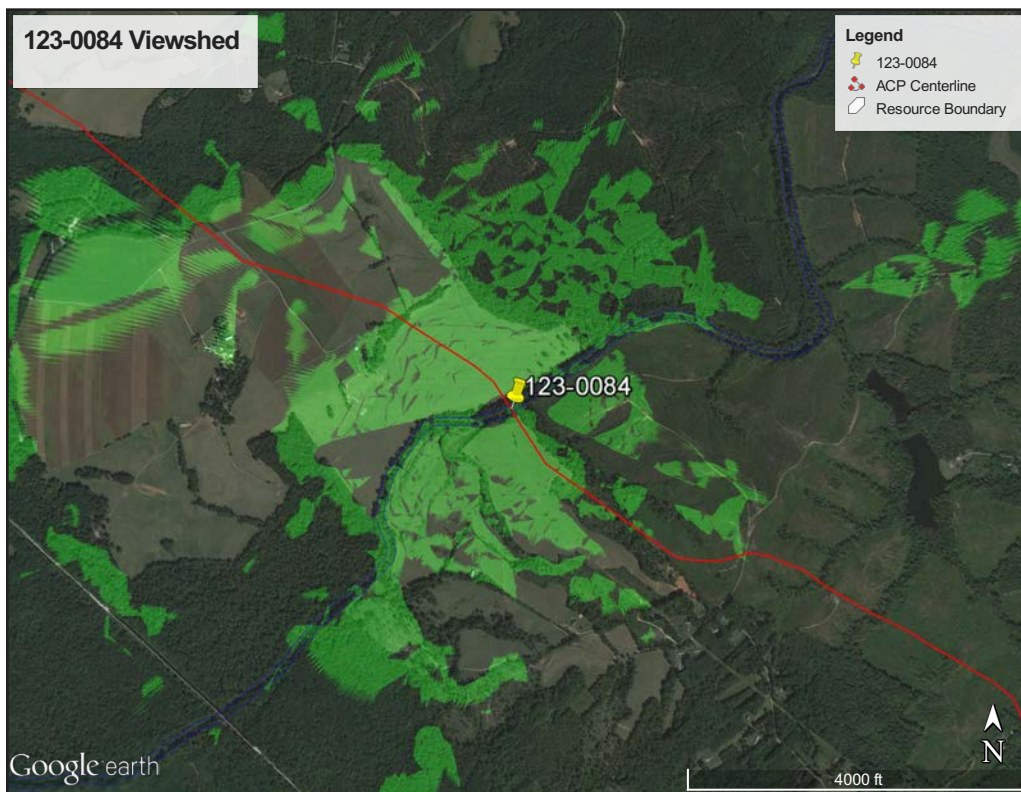 123-0084 Viewshed
Legend
123-0084
ACP Centerline
Resource Boundary
123-0084
N
Google earth
4000 ft